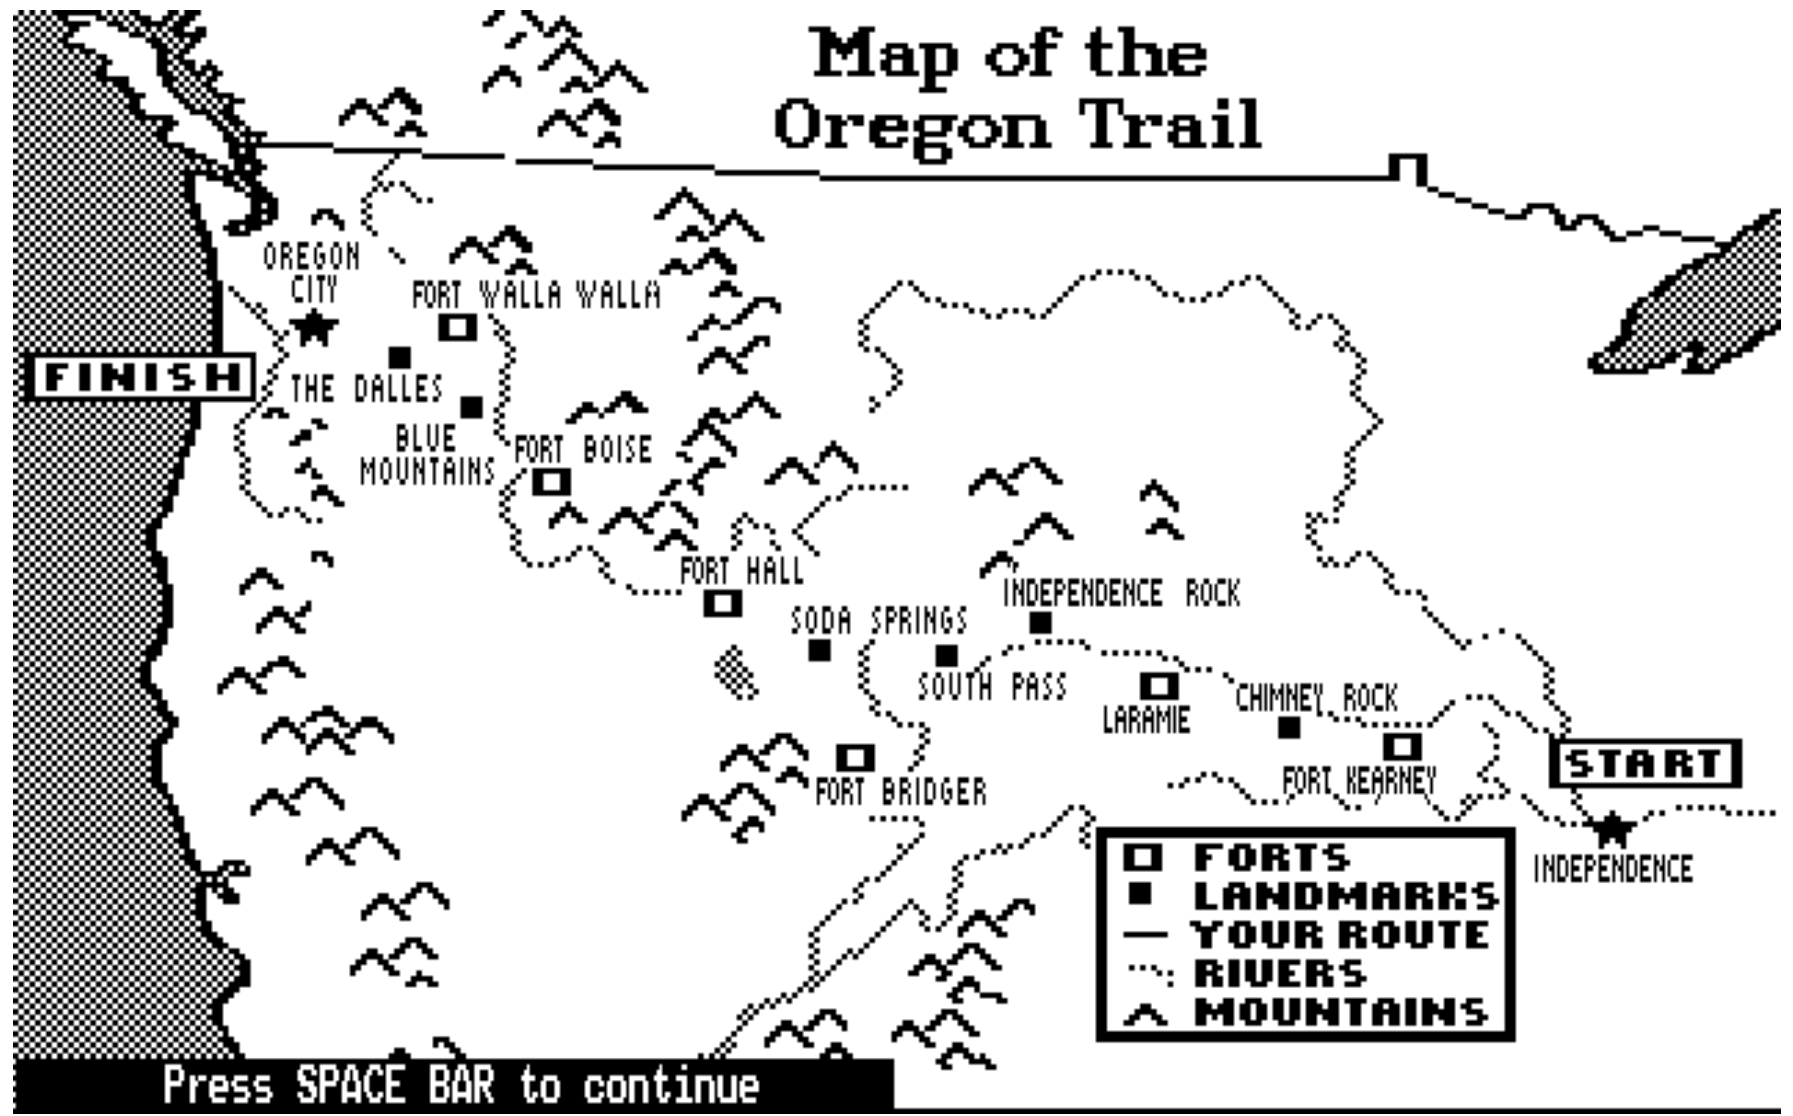 Map of the
Oregon Trail
OREGON
CITY
FORT WALLA WALLA
FINISH
THE DALLES
BLUE
MOUNTAINS
FORT BOISE
FORT HALL
SODA SPRINGS
INDEPENDENCE ROCK
SOUTH PASS
LARAMIE
CHIMNEY ROCK
FORT BRIDGER
FORT KEARNEY
START
INDEPENDENCE
FORTS
LANDMARKS
YOUR ROUTE
RIVERS
MOUNTAINS
Press SPACE BAR to continue